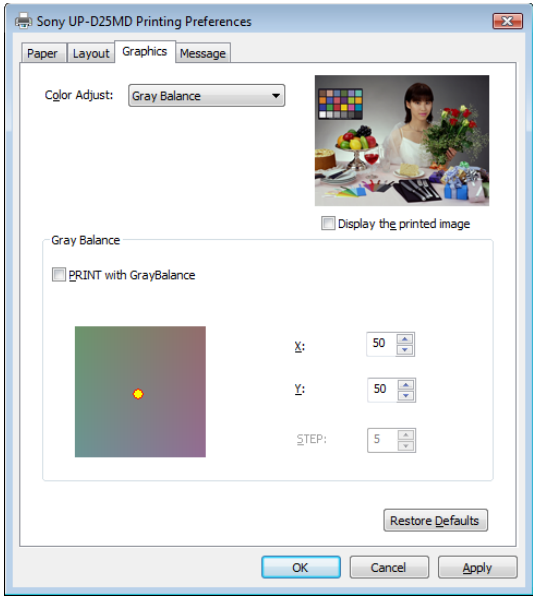 Sony UP-D25MD Printing Preferences
Paper Layout Graphics Message
Color Adjust: Gray Balance
Display the printed image
Gray Balance
PRINT with GrayBalance
X: 50
Y: 50
STEP: 5
Restore Defaults
OK Cancel Apply